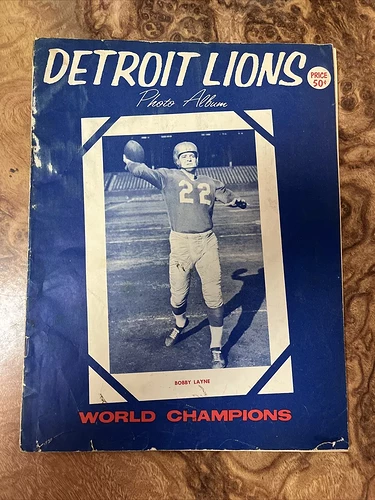 DETROIT LIONS
PRICE
50¢
Photo Album
22
BOBBY LAYNE
WORLD CHAMPIONS